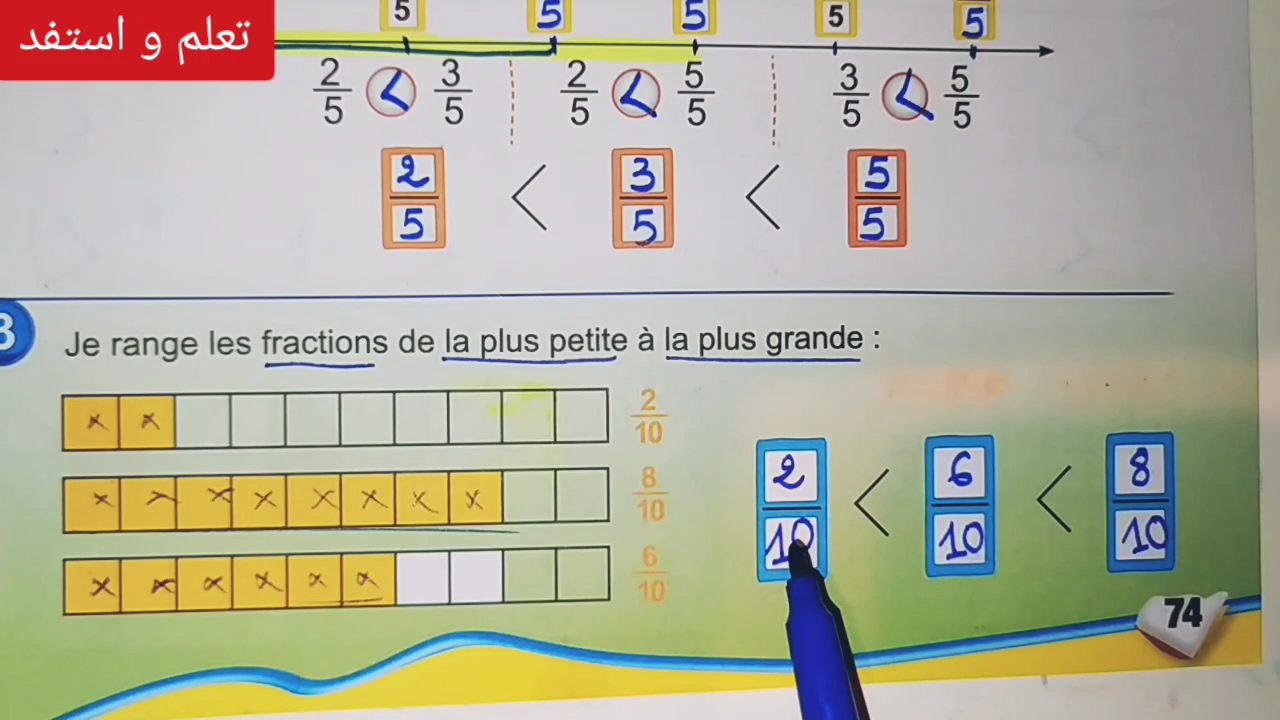 تعلم و استفد
5 5 5 5 5
2/5 < 3/5 2/5 < 5/5 3/5 < 5/5
2/5 < 3/5 < 5/5
3 Je range les fractions de la plus petite à la plus grande :
2/10
8/10
6/10
2/10 < 6/10 < 8/10
74